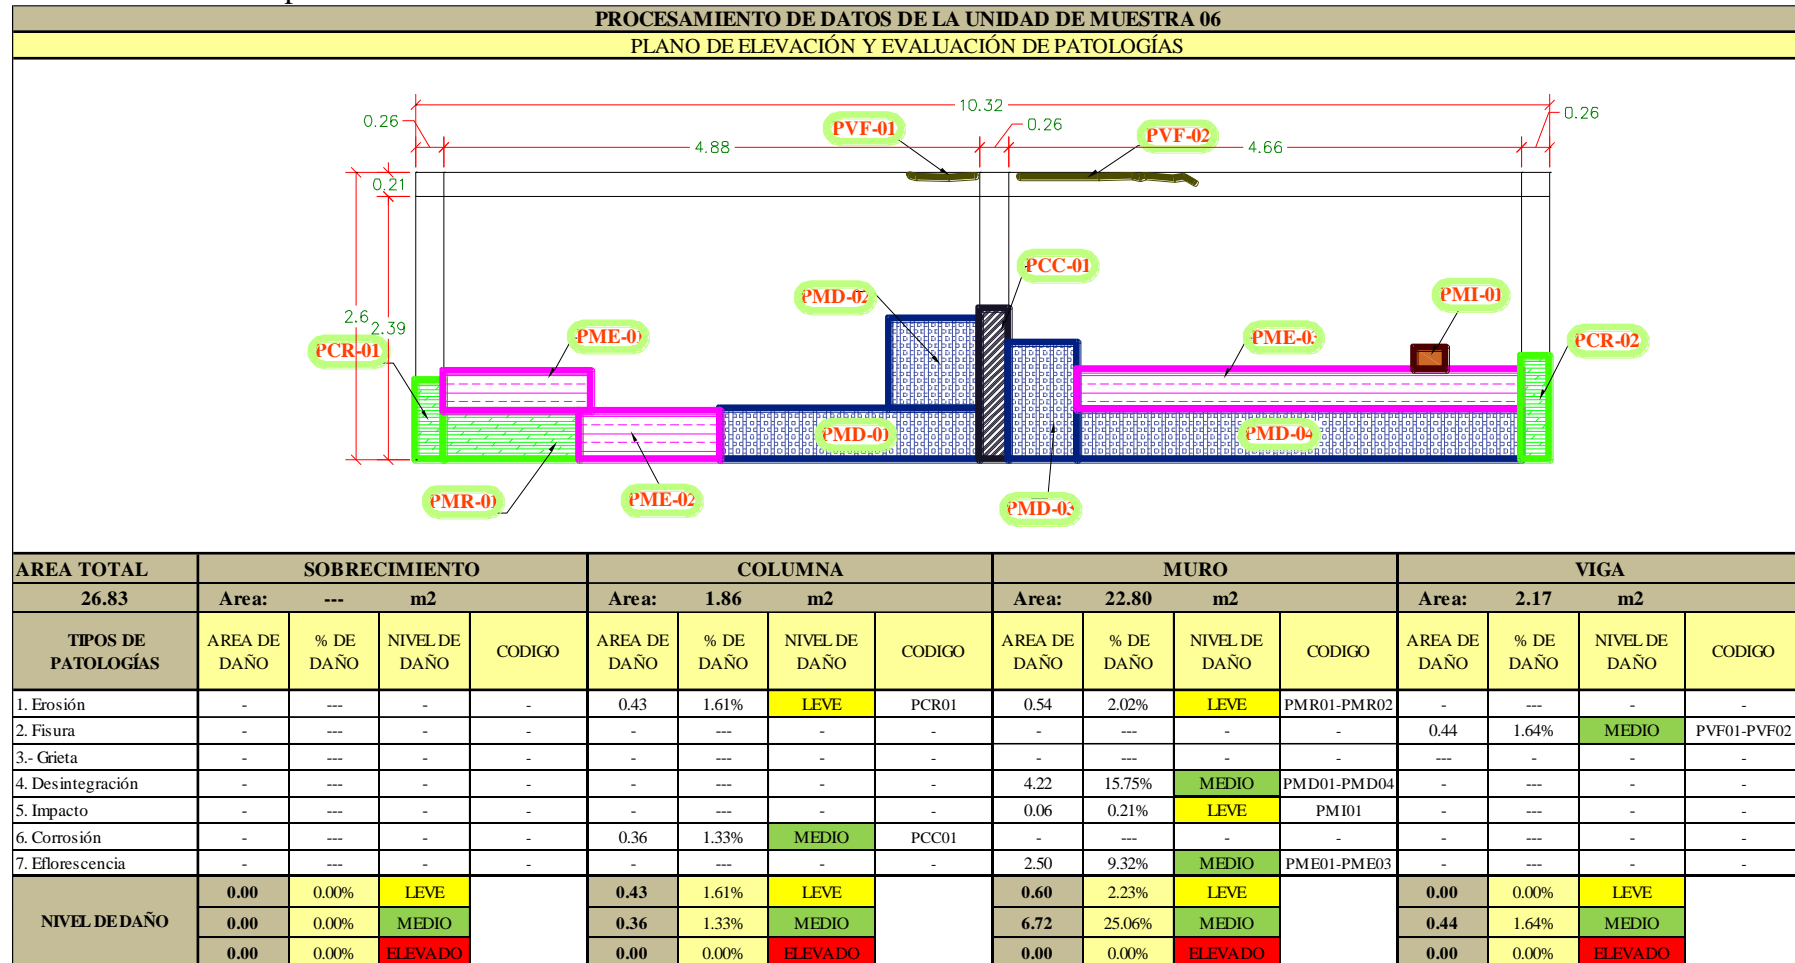 PROCESAMIENTO DE DATOS DE LA UNIDAD DE MUESTRA 06
PLANO DE ELEVACIÓN Y EVALUACIÓN DE PATOLOGÍAS
10.32
0.26 PVF-01 0.26 PVF-02 0.26
4.88 4.66
0.21
PCC-01
PMD-02 PMI-01
2.6 2.39
PCR-01 PME-01 PME-03 PCR-02
PMD-01 PMD-04
PMR-01 PME-02 PMD-03
AREA TOTAL SOBRECIMIENTO COLUMNA MURO VIGA
26.83 Area: --- m2 Area: 1.86 m2 Area: 22.80 m2 Area: 2.17 m2
TIPOS DE PATOLOGÍAS AREA DE DAÑO % DE DAÑO NIVEL DE DAÑO CODIGO AREA DE DAÑO % DE DAÑO NIVEL DE DAÑO CODIGO AREA DE DAÑO % DE DAÑO NIVEL DE DAÑO CODIGO AREA DE DAÑO % DE DAÑO NIVEL DE DAÑO CODIGO
1. Erosión - --- - - 0.43 1.61% LEVE PCR01 0.54 2.02% LEVE PMR01-PMR02 - --- - -
2. Fisura - --- - - - --- - - - --- - - 0.44 1.64% MEDIO PVF01-PVF02
3.- Grieta - --- - - - --- - - - --- - - --- - - -
4. Desintegración - --- - - - --- - - 4.22 15.75% MEDIO PMD01-PMD04 - --- - -
5. Impacto - --- - - - --- - - 0.06 0.21% LEVE PMI01 - --- - -
6. Corrosión - --- - - 0.36 1.33% MEDIO PCC01 - --- - - - --- - -
7. Eflorescencia - --- - - - --- - - 2.50 9.32% MEDIO PME01-PME03 - --- - -
0.00 0.00% LEVE 0.43 1.61% LEVE 0.60 2.23% LEVE 0.00 0.00% LEVE
NIVEL DE DAÑO 0.00 0.00% MEDIO 0.36 1.33% MEDIO 6.72 25.06% MEDIO 0.44 1.64% MEDIO
0.00 0.00% ELEVADO 0.00 0.00% ELEVADO 0.00 0.00% ELEVADO 0.00 0.00% ELEVADO